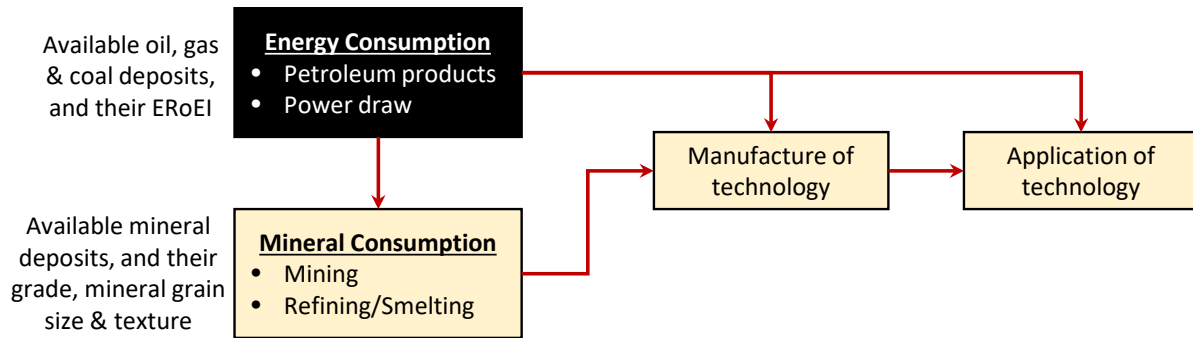 Available oil, gas
& coal deposits,
and their ERoEI
Energy Consumption
• Petroleum products
• Power draw
Manufacture of
technology
Application of
technology
Available mineral
deposits, and their
grade, mineral grain
size & texture
Mineral Consumption
• Mining
• Refining/Smelting